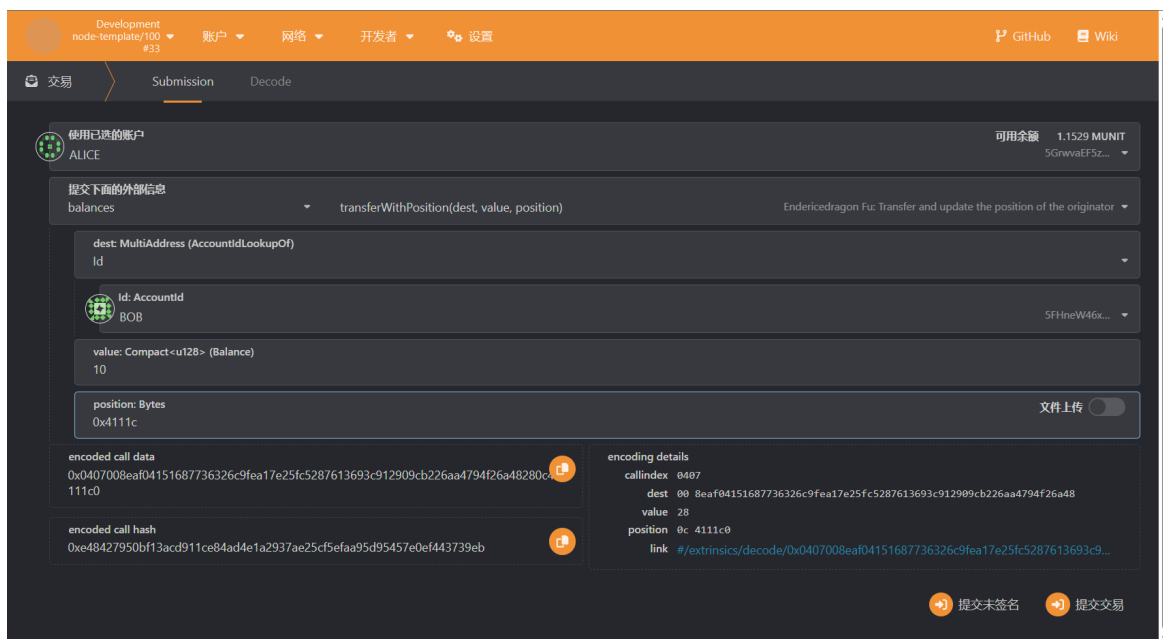 Development
node-template/100
#33
账户
网络
开发者
设置
GitHub
Wiki
交易
Submission
Decode
使用已选的账户
ALICE
可用余额 1.1529 MUNIT
5GrwvaEF5z...
提交下面的外部信息
balances
transferWithPosition(dest, value, position)
Endericedragon Fu: Transfer and update the position of the originator
dest: MultiAddress (AccountIdLookupOf)
Id
Id: AccountId
BOB
5FHneW46x...
value: Compact<u128> (Balance)
10
position: Bytes
0x4111c
文件上传
encoded call data
0x0407008eaf04151687736326c9fea17e25fc5287613693c912909cb226aa4794f26a48280c4
111c0
encoded call hash
0xe48427950bf13acd911ce84ad4e1a2937ae25cf5efaa95d95457e0ef443739eb
encoding details
callindex 0407
dest 00 8eaf04151687736326c9fea17e25fc5287613693c912909cb226aa4794f26a48
value 28
position 0c 4111c0
link #/extrinsics/decode/0x0407008eaf04151687736326c9fea17e25fc5287613693c9...
提交未签名
提交交易